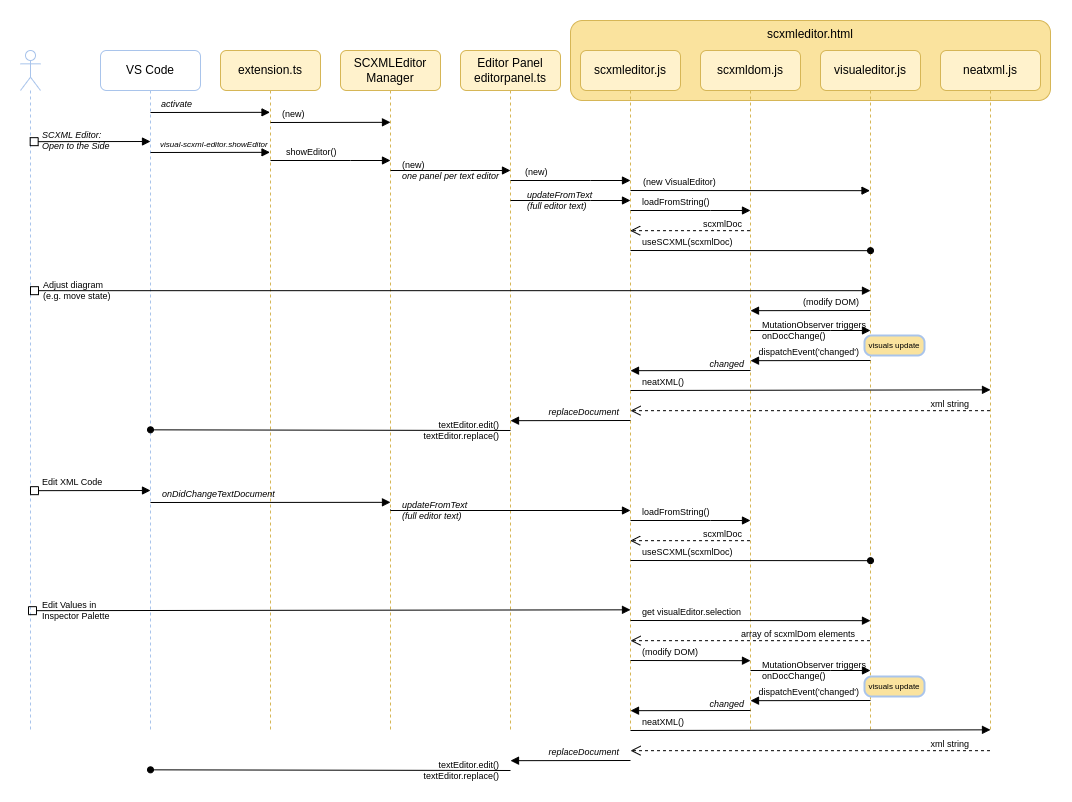 scxmleditor.html
VS Code
extension.ts
SCXMLEditor
Manager
Editor Panel
editorpanel.ts
scxmleditor.js
scxmldom.js
visualeditor.js
neatxml.js
activate
(new)
SCXML Editor:
Open to the Side
visual-scxml-editor.showEditor
showEditor()
(new)
one panel per text editor
(new)
(new VisualEditor)
updateFromText
(full editor text)
loadFromString()
scxmlDoc
useSCXML(scxmlDoc)
Adjust diagram
(e.g. move state)
(modify DOM)
MutationObserver triggers
onDocChange()
visuals update
dispatchEvent('changed')
changed
neatXML()
xml string
replaceDocument
textEditor.edit()
textEditor.replace()
Edit XML Code
onDidChangeTextDocument
updateFromText
(full editor text)
loadFromString()
scxmlDoc
useSCXML(scxmlDoc)
Edit Values in
Inspector Palette
get visualEditor.selection
array of scxmlDom elements
(modify DOM)
MutationObserver triggers
onDocChange()
visuals update
dispatchEvent('changed')
changed
neatXML()
xml string
replaceDocument
textEditor.edit()
textEditor.replace()